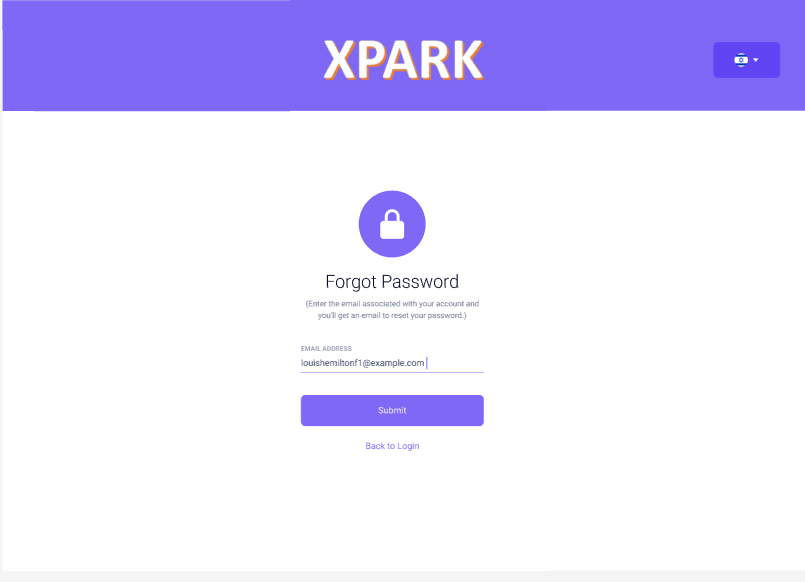 XPARK
Forgot Password
(Enter the email associated with your account and
you'll get an email to reset your password.)
EMAIL ADDRESS
louishemiltonf1@example.com
Submit
Back to Login